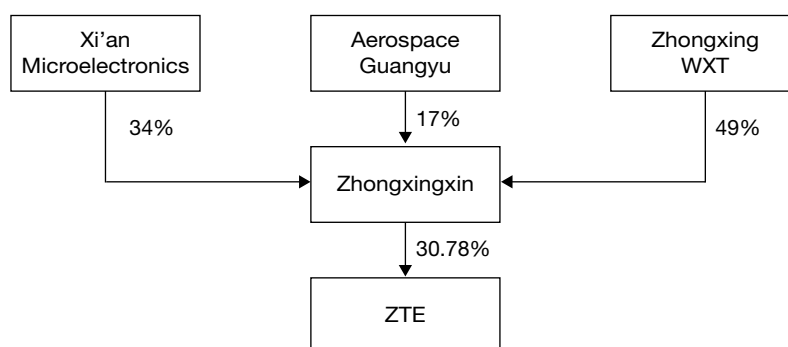 Xi’an
Microelectronics
Aerospace
Guangyu
Zhongxing
WXT
34%
17%
49%
Zhongxingxin
30.78%
ZTE